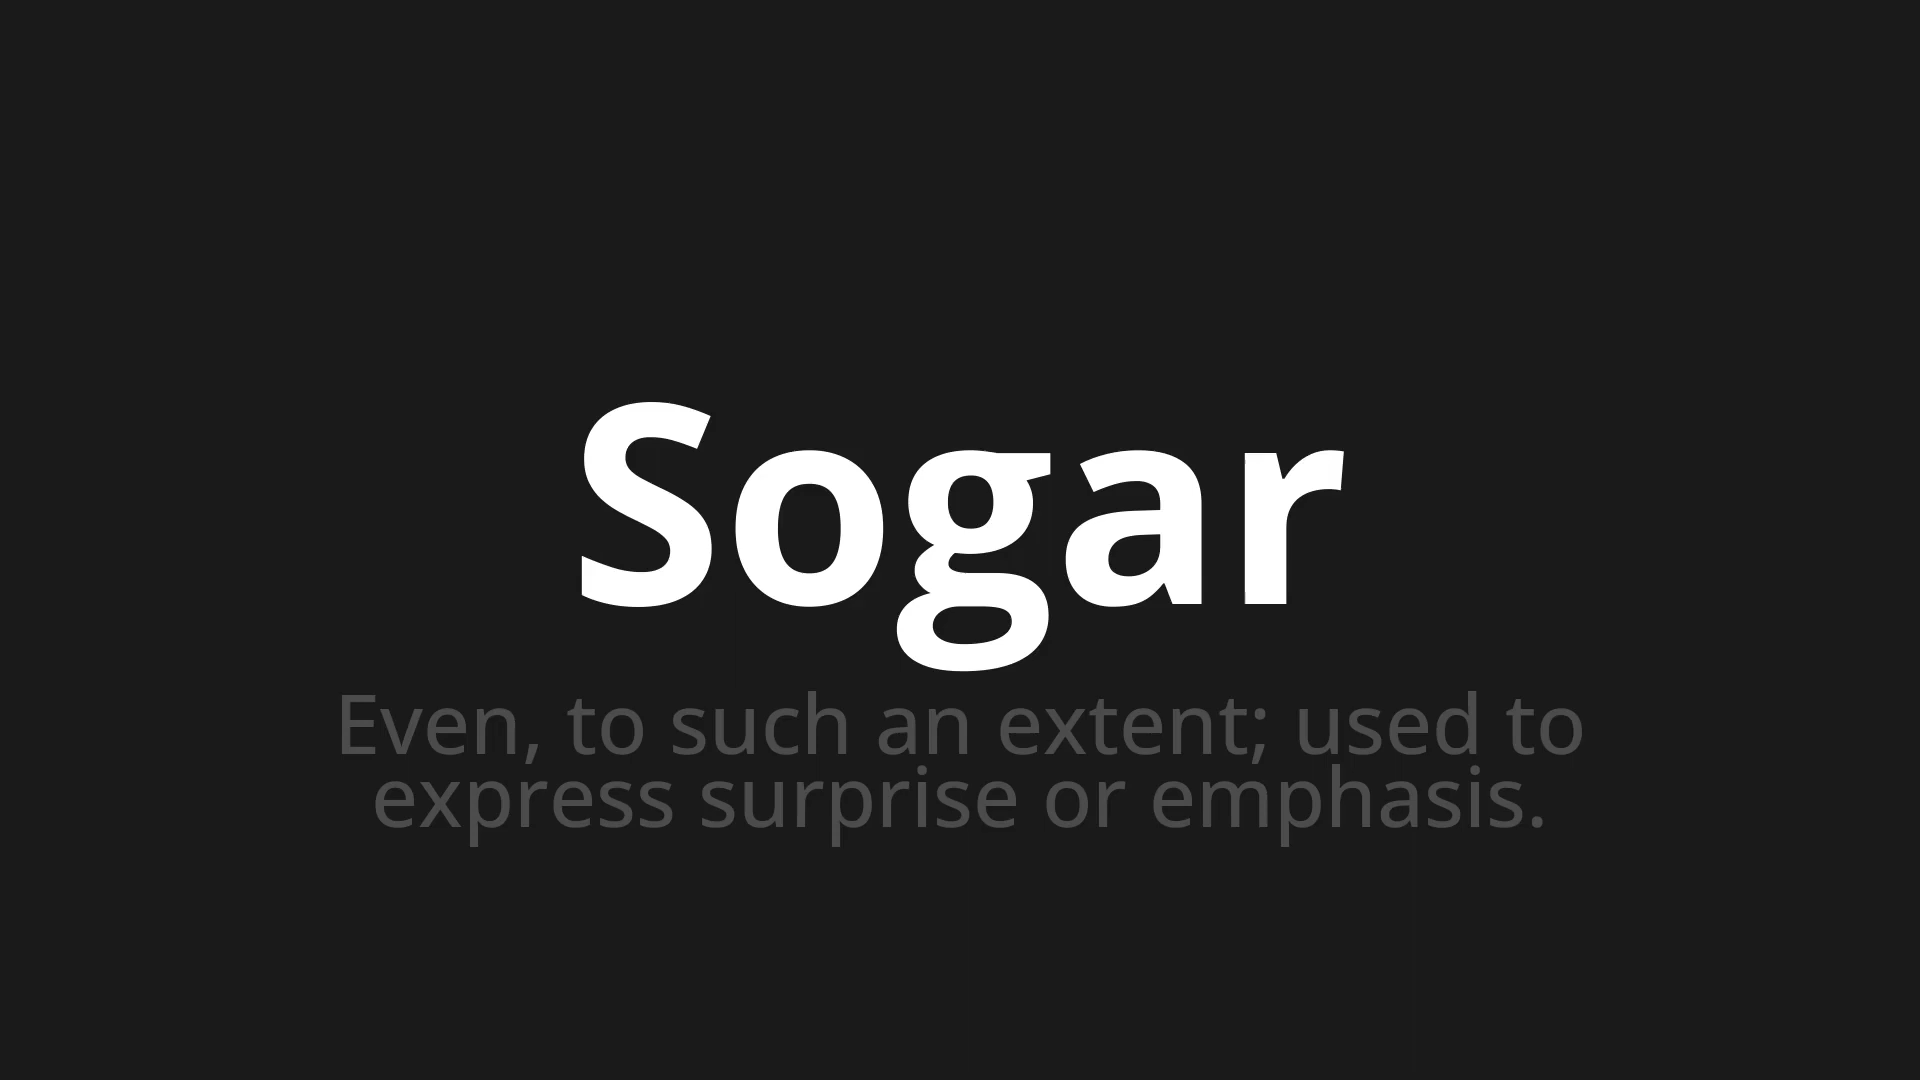 Sogar
Even, to such an extent; used to
express surprise or emphasis.